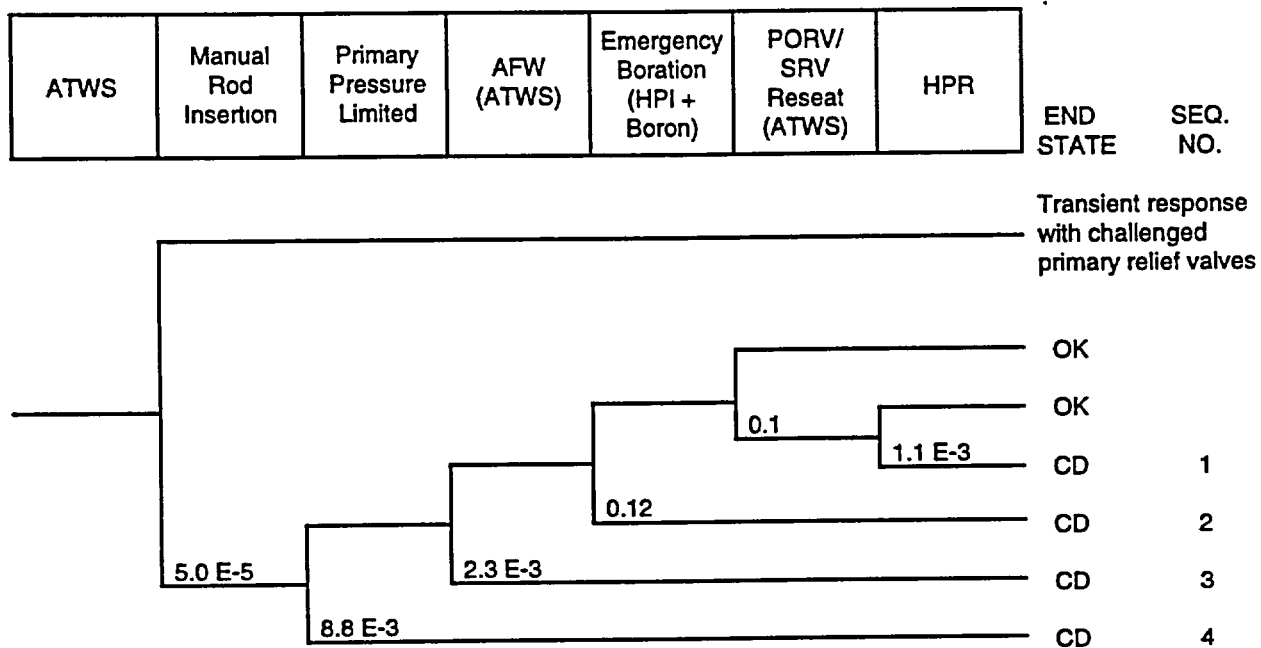 ATWS
Manual
Rod
Insertion
Primary
Pressure
Limited
AFW
(ATWS)
Emergency
Boration
(HPI +
Boron)
PORV/
SRV
Reseat
(ATWS)
HPR
END
STATE
SEQ.
NO.
Transient response
with challenged
primary relief valves
OK
OK
0.1
1.1 E-3
CD 1
0.12
CD 2
5.0 E-5
2.3 E-3
CD 3
8.8 E-3
CD 4